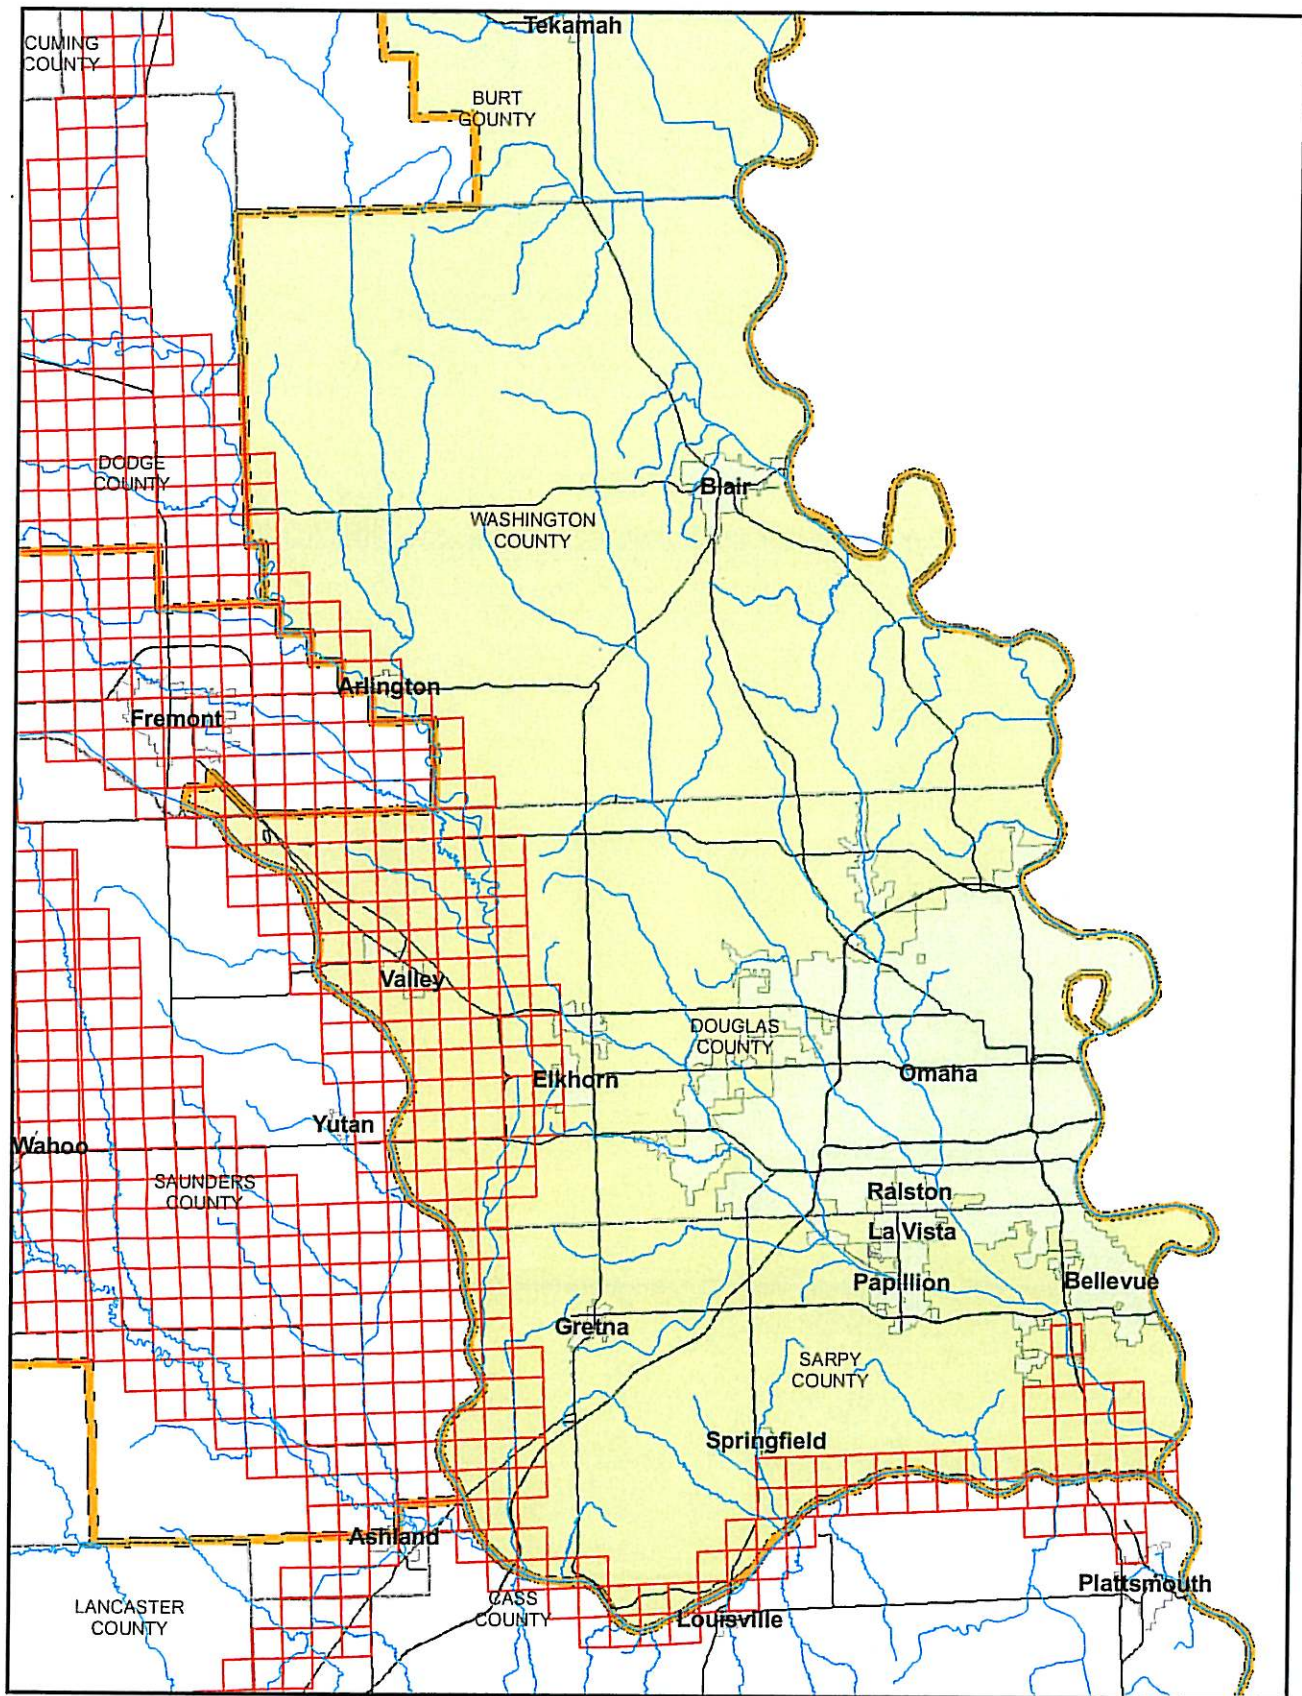 Tekamah
CUMING
COUNTY
BURT
COUNTY
DODGE
COUNTY
Blair
WASHINGTON
COUNTY
Arlington
Fremont
Valley
DOUGLAS
COUNTY
Elkhorn
Omaha
Yutan
Wahoo
SAUNDERS
COUNTY
Ralston
La Vista
Papillion
Bellevue
Gretna
SARPY
COUNTY
Springfield
Ashland
Plattsmouth
CASS
COUNTY
LANCASTER
COUNTY
Louisville